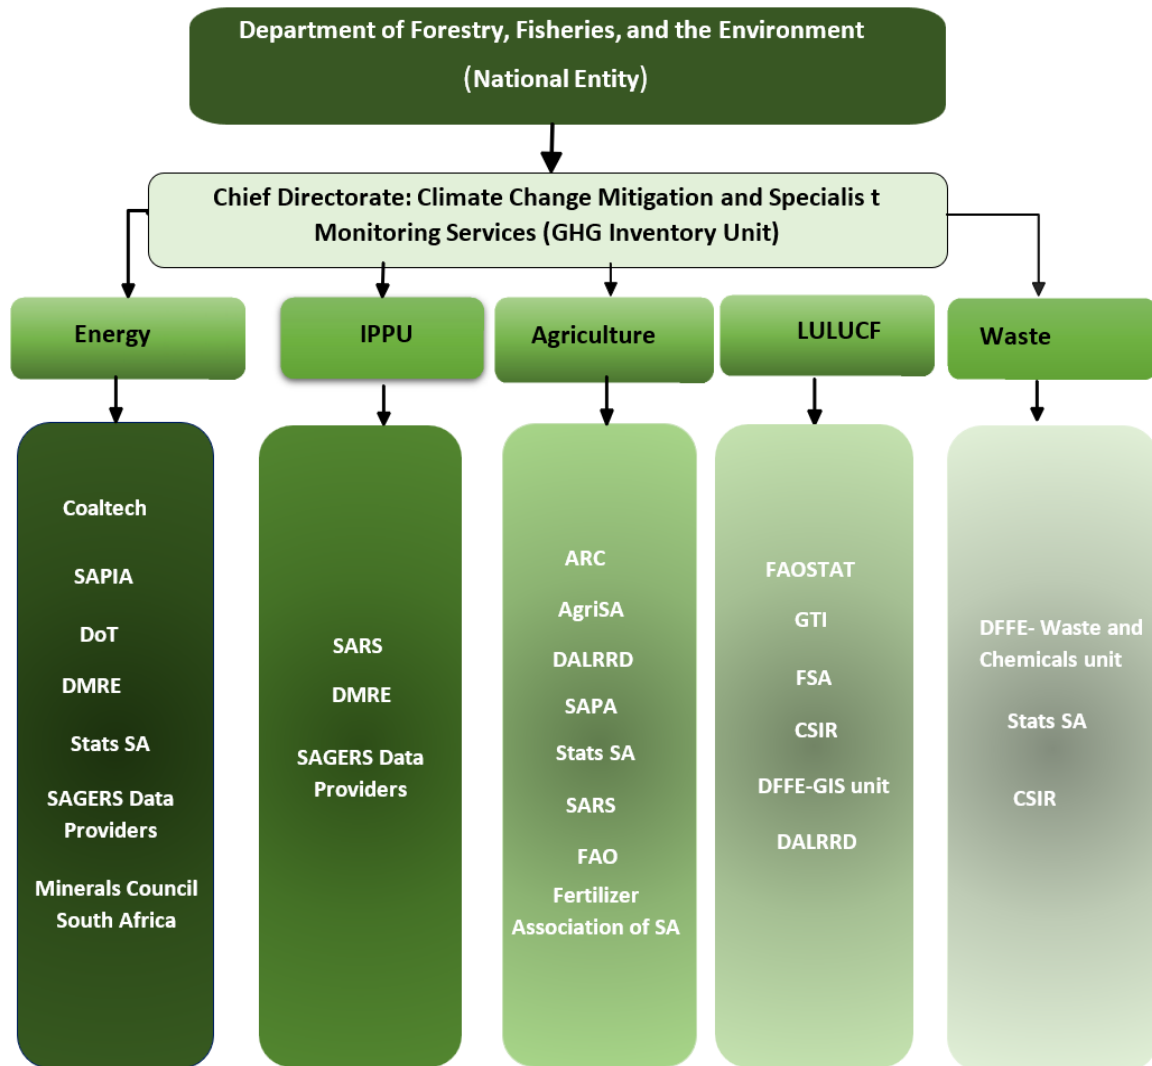 Department of Forestry, Fisheries, and the Environment
(National Entity)
Chief Directorate: Climate Change Mitigation and Specialis t
Monitoring Services (GHG Inventory Unit)
Energy
IPPU
Agriculture
LULUCF
Waste
Coaltech
SAPIA
DoT
DMRE
Stats SA
SAGERS Data
Providers
Minerals Council
South Africa
SARS
DMRE
SAGERS Data
Providers
ARC
AgriSA
DALRRD
SAPA
Stats SA
SARS
FAO
Fertilizer
Association of SA
FAOSTAT
GTI
FSA
CSIR
DFFE-GIS unit
DALRRD
DFFE- Waste and
Chemicals unit
Stats SA
CSIR